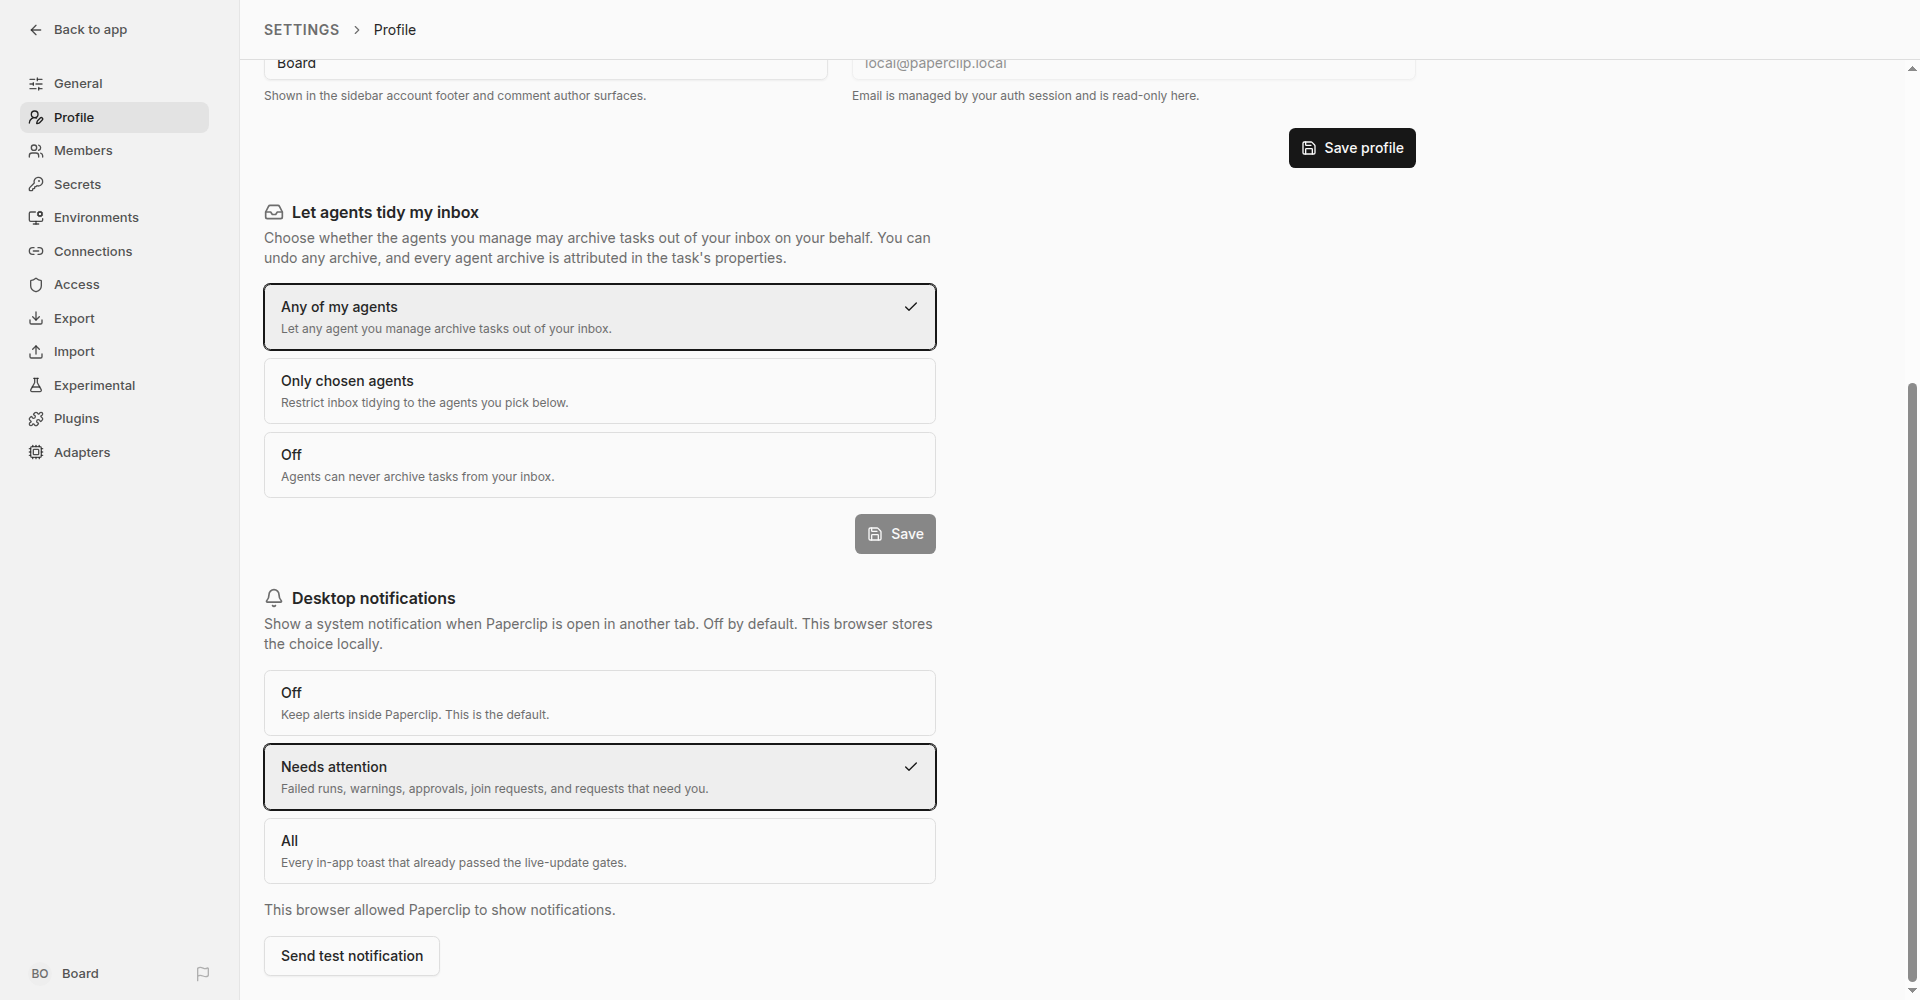 Back to app
General
Profile
Members
Secrets
Environments
Connections
Access
Export
Import
Experimental
Plugins
Adapters
BO Board
SETTINGS > Profile
Board
local@paperclip.local
Shown in the sidebar account footer and comment author surfaces.
Email is managed by your auth session and is read-only here.
Save profile
Let agents tidy my inbox
Choose whether the agents you manage may archive tasks out of your inbox on your behalf. You can
undo any archive, and every agent archive is attributed in the task's properties.
Any of my agents
Let any agent you manage archive tasks out of your inbox.
Only chosen agents
Restrict inbox tidying to the agents you pick below.
Off
Agents can never archive tasks from your inbox.
Save
Desktop notifications
Show a system notification when Paperclip is open in another tab. Off by default. This browser stores
the choice locally.
Off
Keep alerts inside Paperclip. This is the default.
Needs attention
Failed runs, warnings, approvals, join requests, and requests that need you.
All
Every in-app toast that already passed the live-update gates.
This browser allowed Paperclip to show notifications.
Send test notification